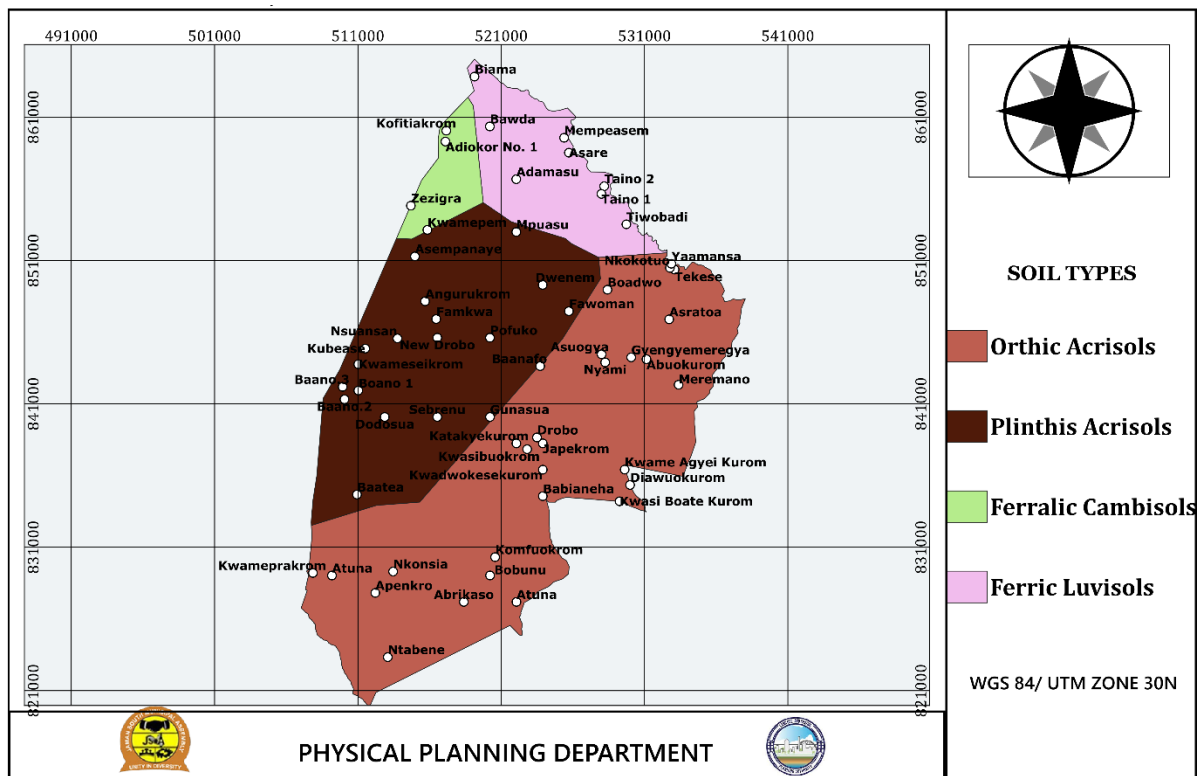 491000 501000 511000 521000 531000 541000
Biama
861000
Bawda
Kofitiakrom
Mempeasem
Adiokor No. 1
Asare
Adamasu
Taino 2
Taino 1
Zezigra
Tiwobadi
Kwamepem
Mpuasu
Asempanaye
851000
Yaamansa
Nkokotuo
Tekese
Dwenem
Boadwo
Angurukrom
Fawoman
Famkwa
Asratoa
Nsuansan
New Drobo
Pofuko
Kubease
Asuogya
Gyengyemeregya
Baanafo
Kwameseikrom
Nyami
Abuokurom
Baano.3
Boano 1
Meremano
Baano.2
841000
Dodosua
Sebrenu
Gunasua
Drobo
Katakyekurom
Japekrom
Kwasibuokrom
Kwame Agyei Kurom
Kwadwokesekurom
Diawuokurom
Baatea
Babianeha
Kwasi Boate Kurom
831000
Komfuokrom
Kwameprakrom
Atuna
Nkonsia
Bobunu
Apenkro
Abrikaso
Atuna
Ntabene
821000
SOIL TYPES
Orthic Acrisols
Plinthis Acrisols
Ferralic Cambisols
Ferric Luvisols
WGS 84/ UTM ZONE 30N
UNITY IN DIVERSITY
PHYSICAL PLANNING DEPARTMENT